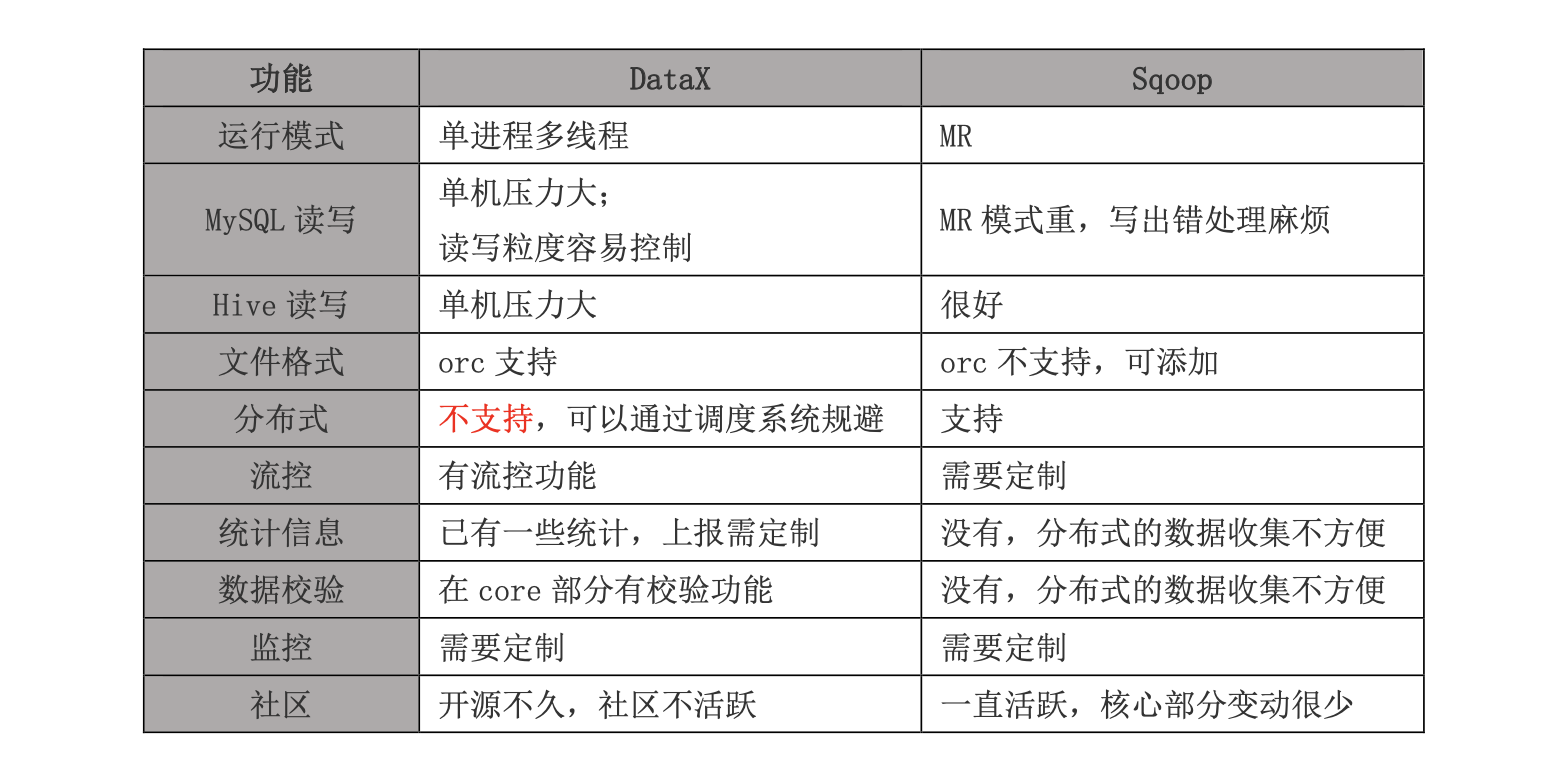 功能 DataX Sqoop
运行模式 单进程多线程 MR
MySQL 读写 单机压力大； 读写粒度容易控制 MR 模式重，写出错处理麻烦
Hive 读写 单机压力大 很好
文件格式 orc 支持 orc 不支持，可添加
分布式 不支持，可以通过调度系统规避 支持
流控 有流控功能 需要定制
统计信息 已有一些统计，上报需定制 没有，分布式的数据收集不方便
数据校验 在 core 部分有校验功能 没有，分布式的数据收集不方便
监控 需要定制 需要定制
社区 开源不久，社区不活跃 一直活跃，核心部分变动很少